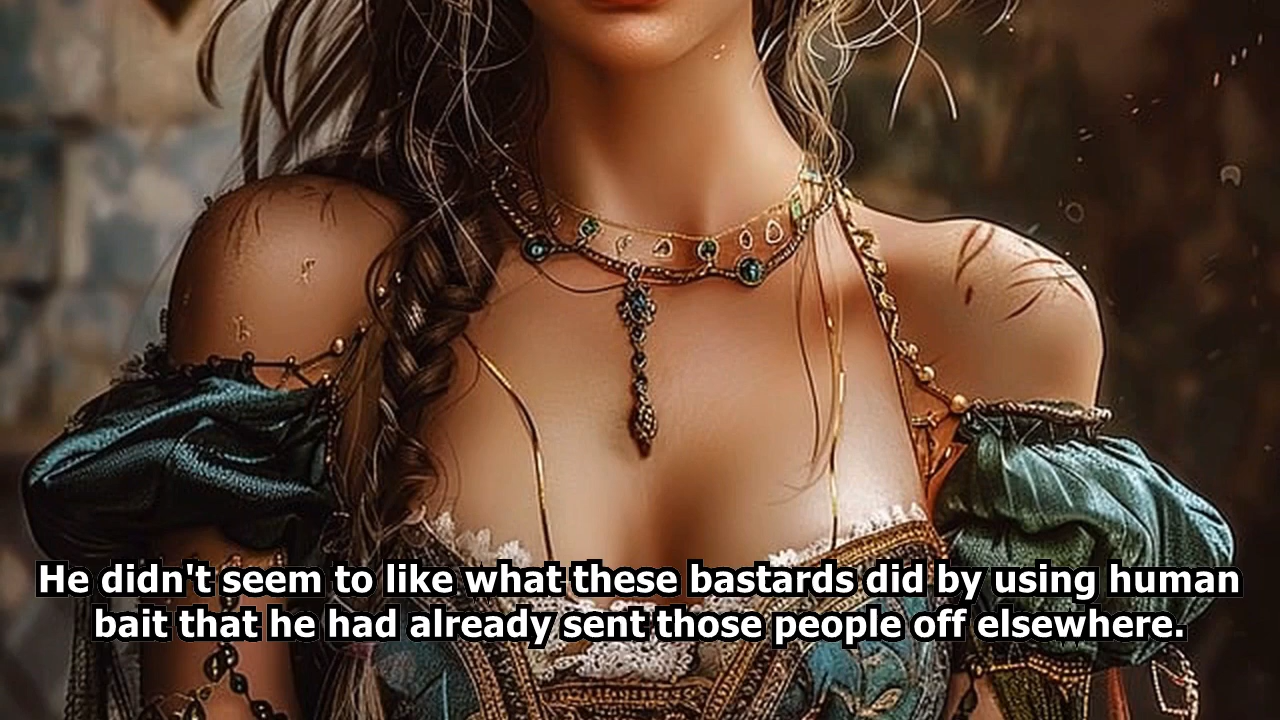 He didn't seem to like what these bastards did by using human
bait that he had already sent those people off elsewhere.